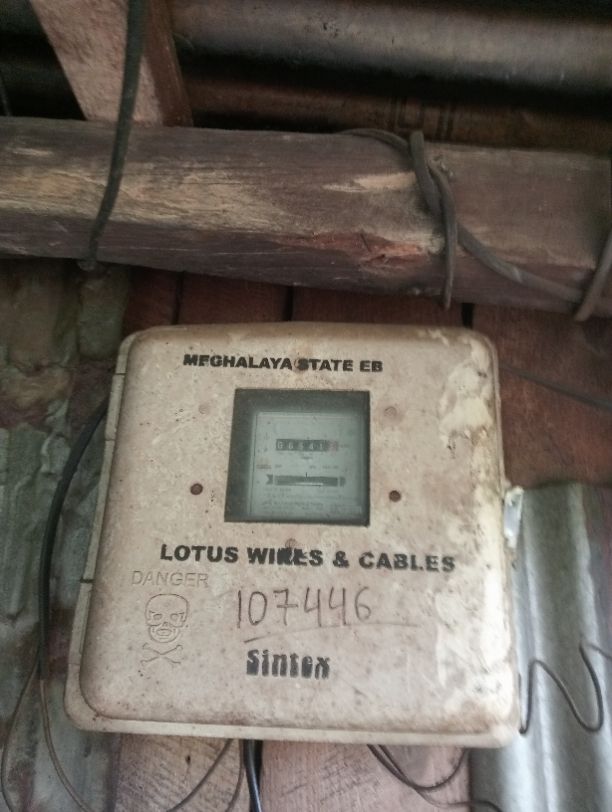 MEGHALAYA STATE EB
LOTUS WIRES & CABLES
DANGER
107446
Sintex